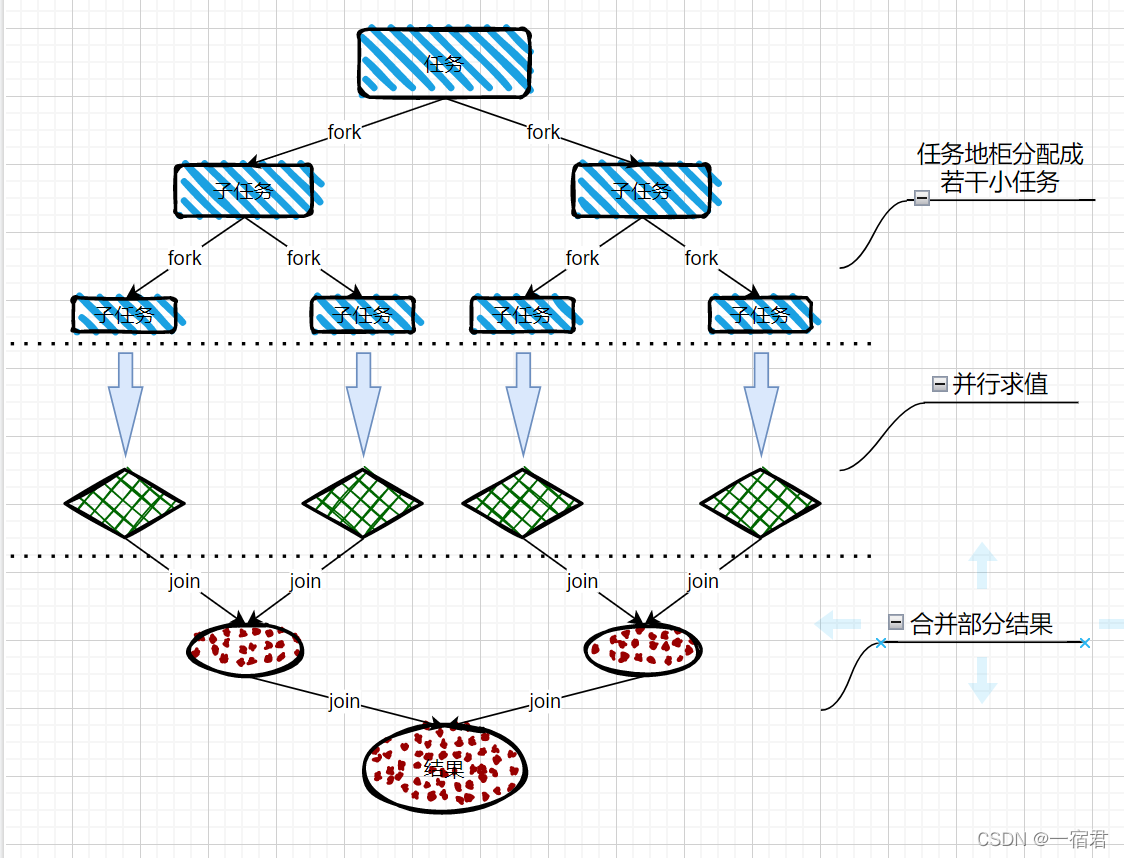 任务
fork
fork
子任务
子任务
任务地柜分配成
若干小任务
fork
fork
fork
fork
子任务
子任务
子任务
子任务
并行求值
join
join
join
join
合并部分结果
join
join
结果
CSDN @一宿君